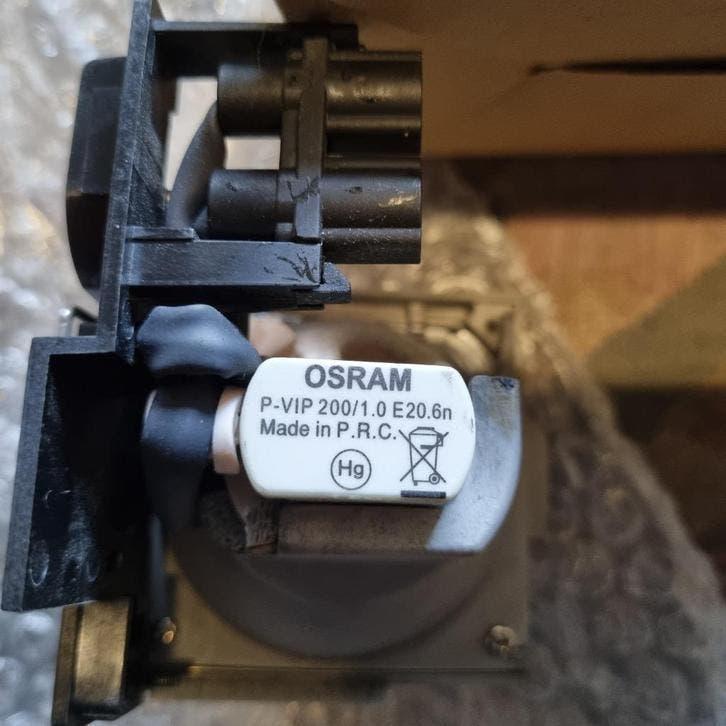 OSRAM
P-VIP 200/1.0 E20.6n
Made in P.R.C.
Hg